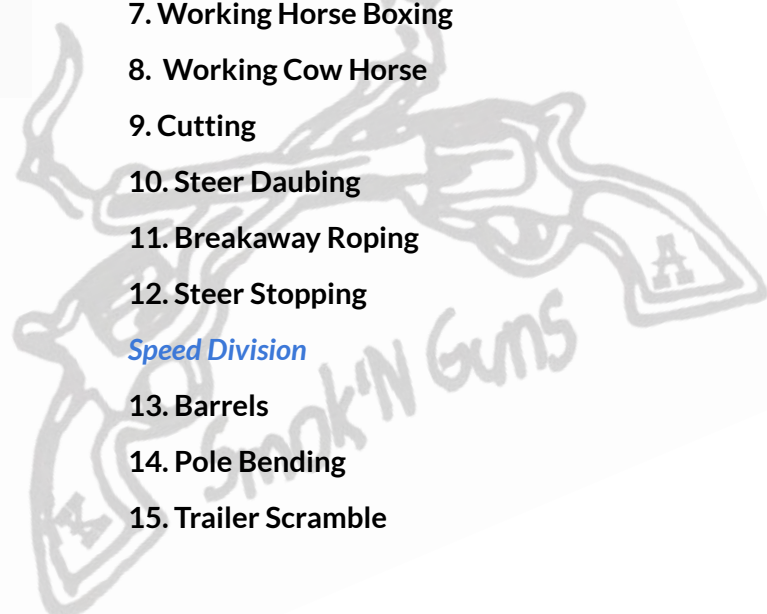 7. Working Horse Boxing
8. Working Cow Horse
9. Cutting
10. Steer Daubing
11. Breakaway Roping
12. Steer Stopping
Speed Division
13. Barrels
14. Pole Bending
15. Trailer Scramble
Smok'N Guns
A
K